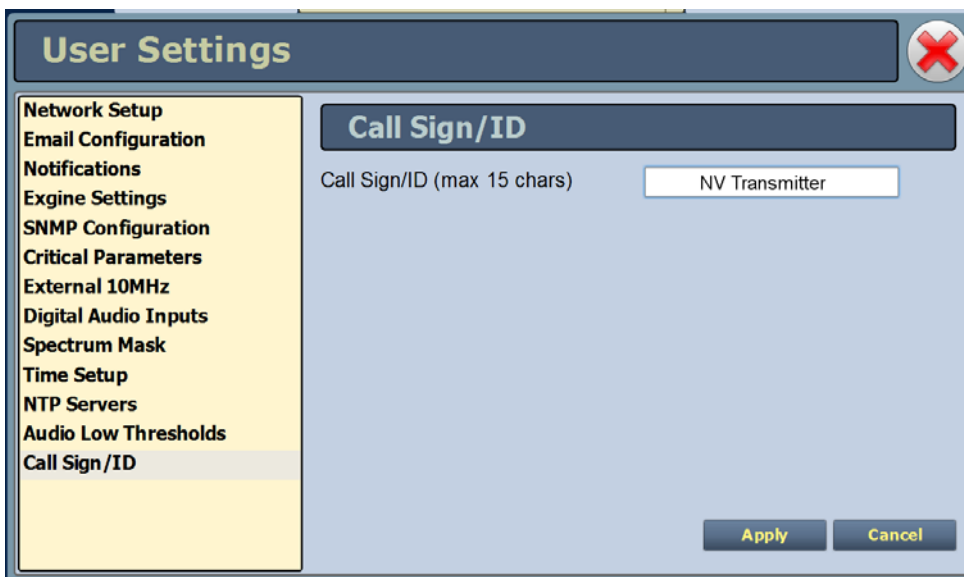 User Settings
Network Setup
Email Configuration
Notifications
Exgine Settings
SNMP Configuration
Critical Parameters
External 10MHz
Digital Audio Inputs
Spectrum Mask
Time Setup
NTP Servers
Audio Low Thresholds
Call Sign/ID
Call Sign/ID
Call Sign/ID (max 15 chars)
NV Transmitter
Apply
Cancel